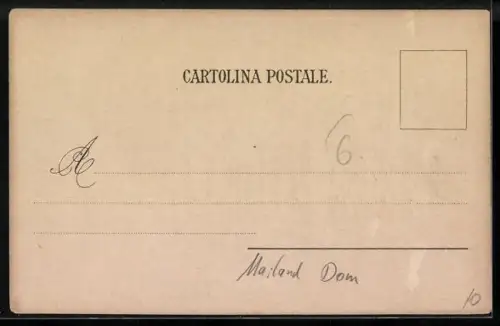 CARTOLINA POSTALE.
6.
A
Mailand Dom
10